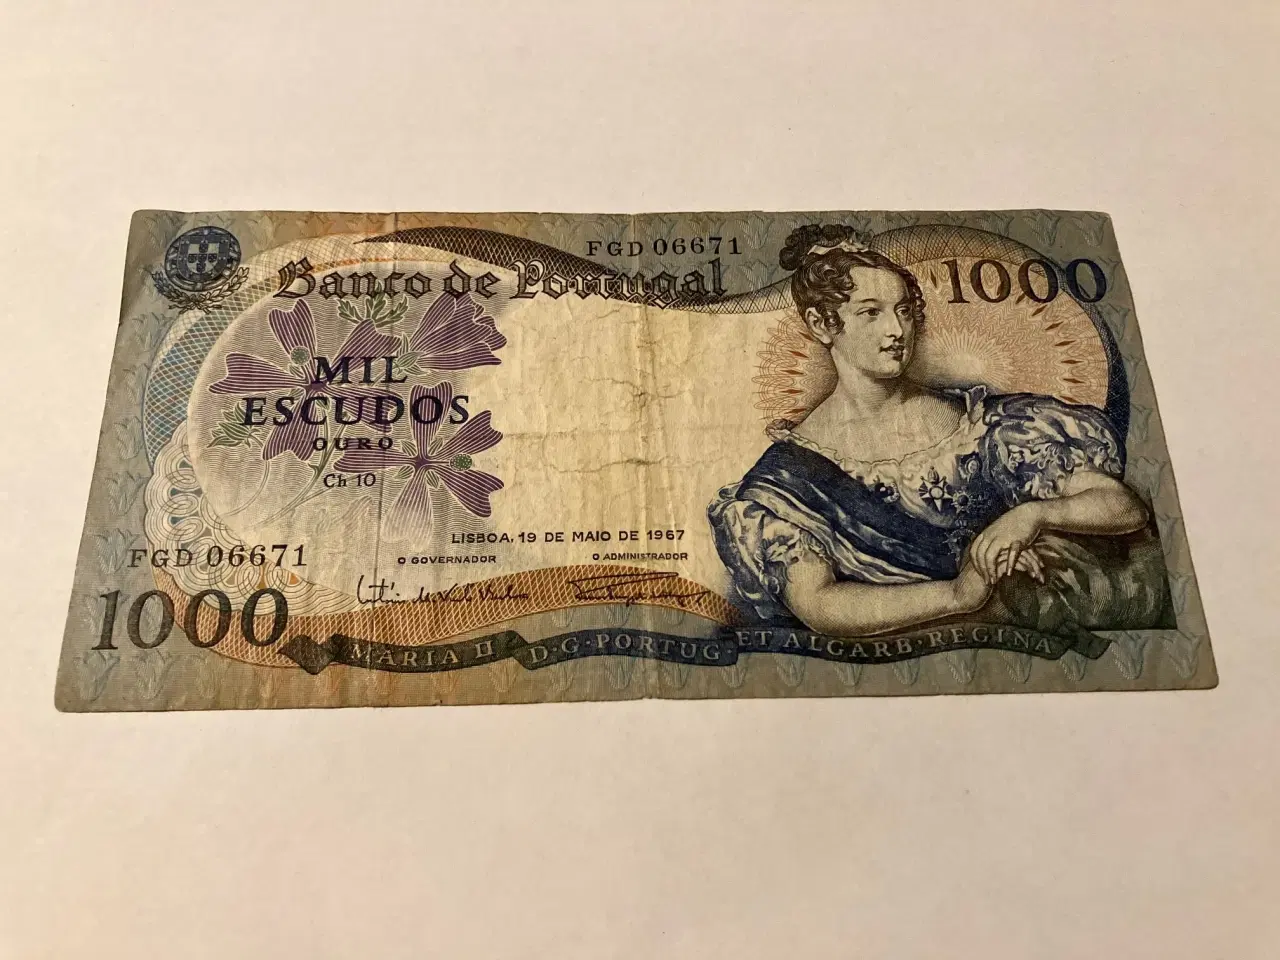 FGD 06671
Banco de Portugal
1000
MIL
ESCUDOS
OURO
Ch 10
LISBOA, 19 DE MAIO DE 1967
O GOVERNADOR
O ADMINISTRADOR
FGD 06671
1000
MARIA II D·G·PORTUG·ET ALGARB·REGINA